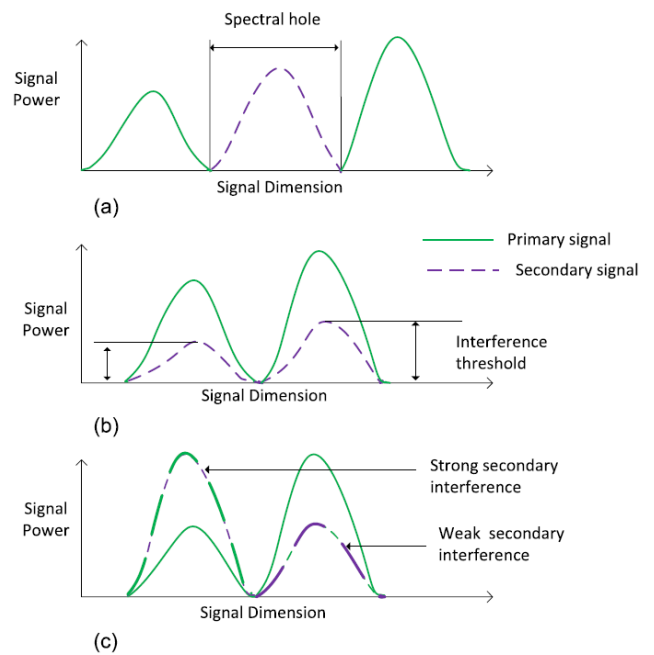 Spectral hole
Signal
Power
Signal Dimension
(a)
Primary signal
Secondary signal
Signal
Power
Interference
threshold
Signal Dimension
(b)
Strong secondary
interference
Signal
Power
Weak secondary
interference
Signal Dimension
(c)